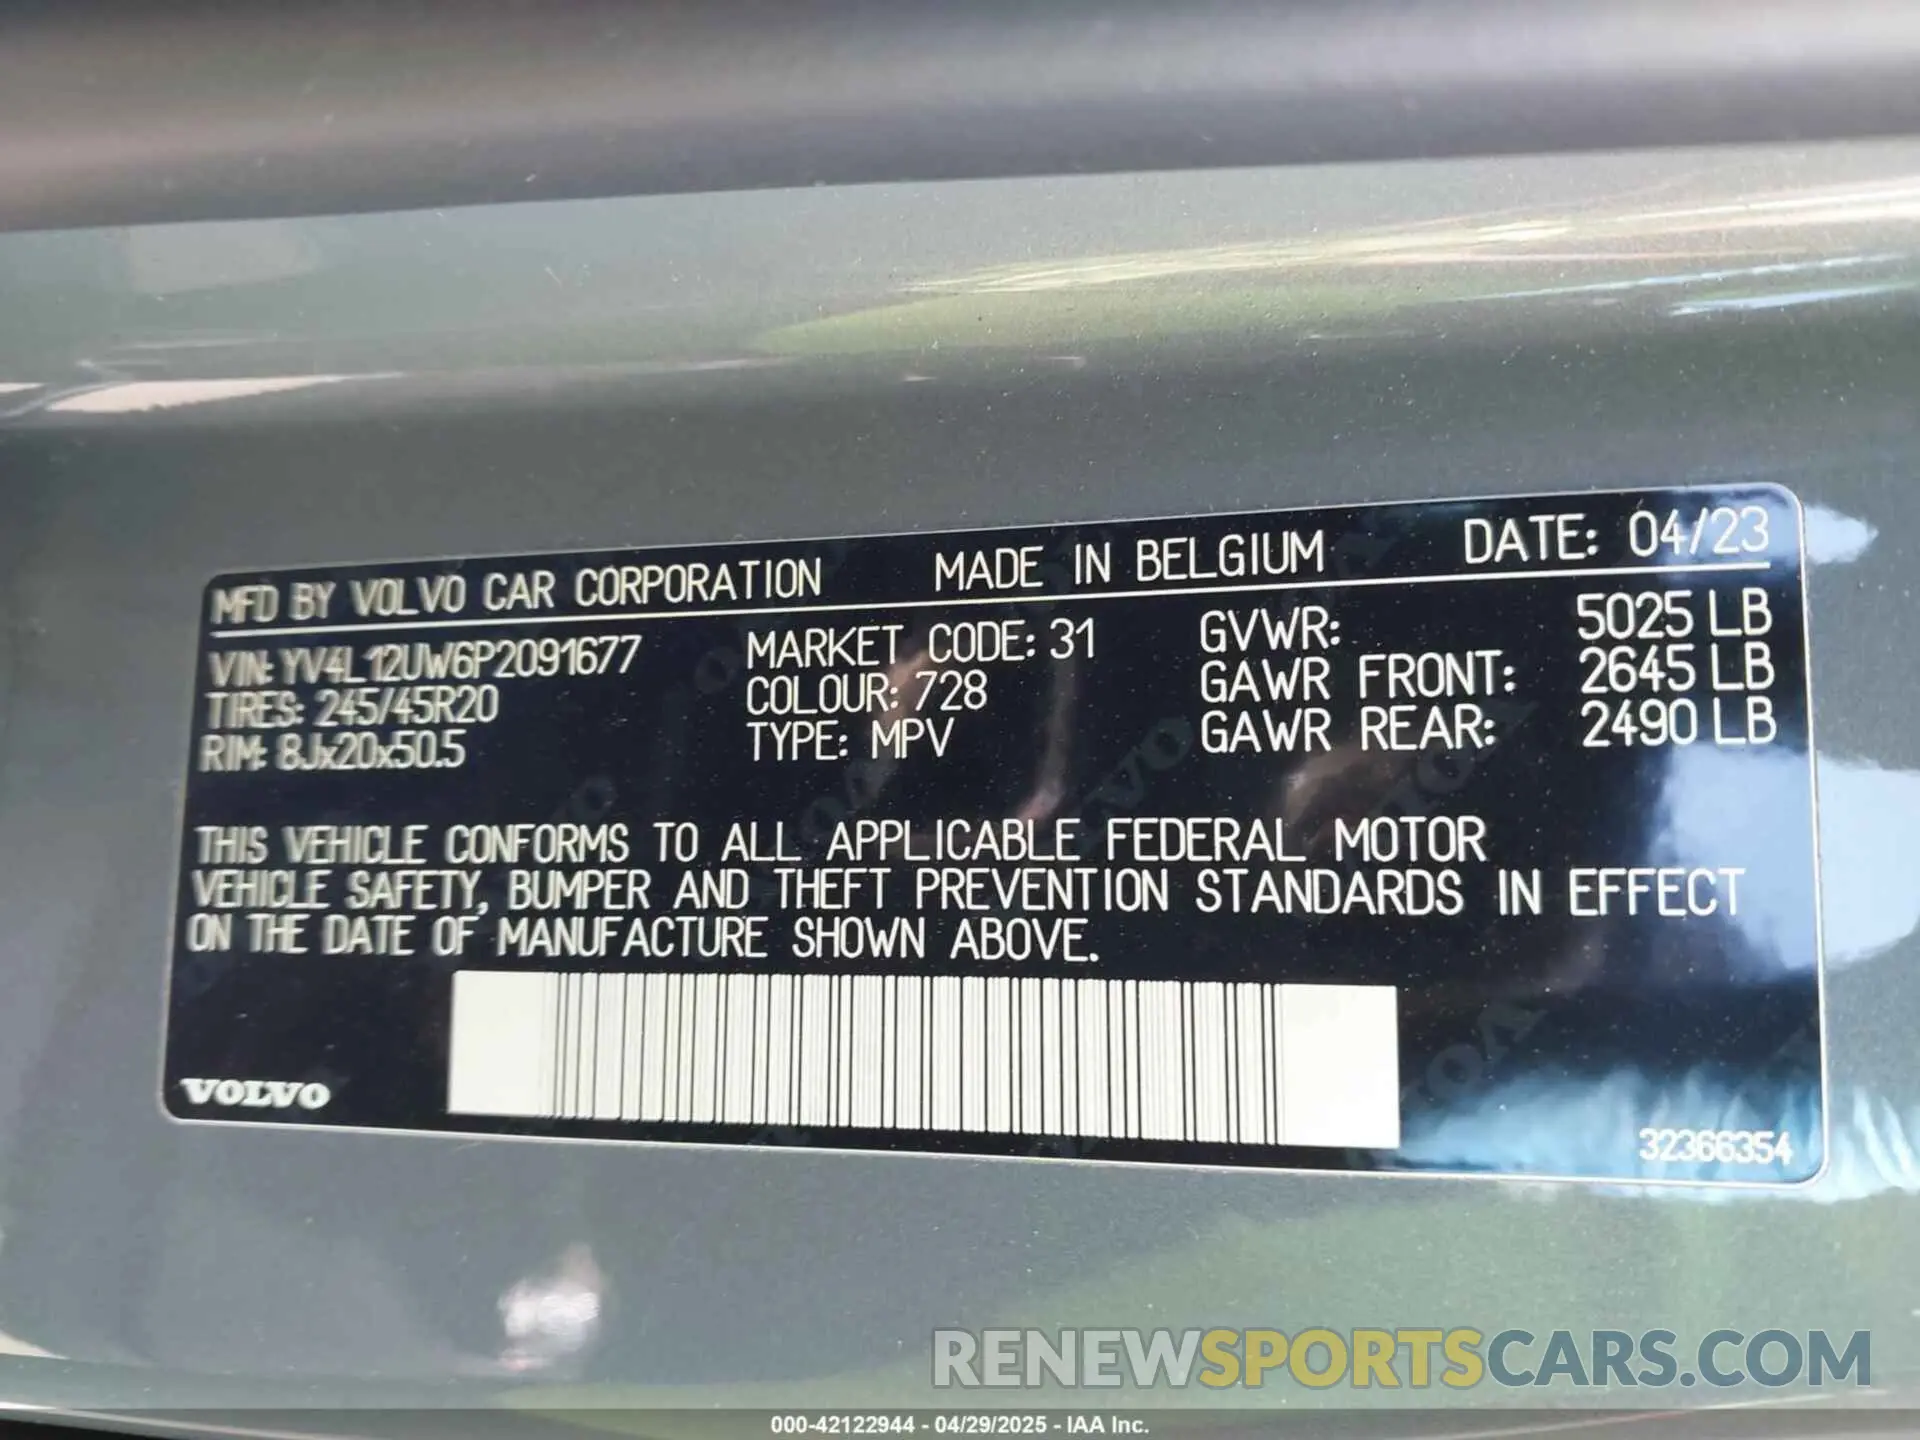 MFD BY VOLVO CAR CORPORATION MADE IN BELGIUM DATE: 04/23
VIN: YV4L12UW6P2091677 MARKET CODE: 31 GVWR: 5025 LB
TIRES: 245/45R20 COLOUR: 728 GAWR FRONT: 2645 LB
RIM: 8Jx20x50.5 TYPE: MPV GAWR REAR: 2490 LB
THIS VEHICLE CONFORMS TO ALL APPLICABLE FEDERAL MOTOR
VEHICLE SAFETY, BUMPER AND THEFT PREVENTION STANDARDS IN EFFECT
ON THE DATE OF MANUFACTURE SHOWN ABOVE.
VOLVO
32366354
RENEWSPORTSCARS.COM
000-42122944 - 04/29/2025 - IAA Inc.